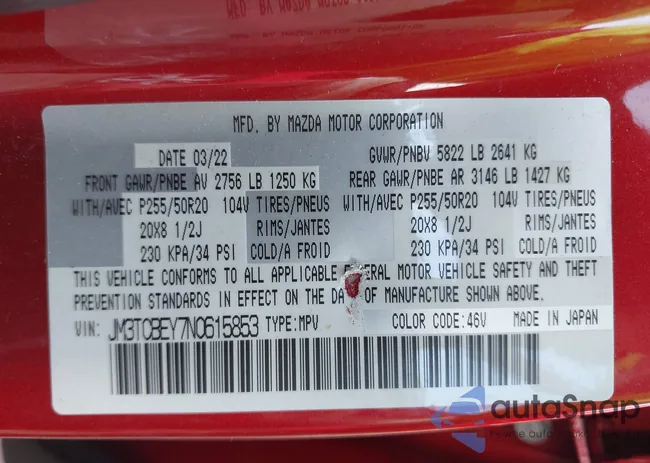 MFD. BY MAZDA MOTOR CORPORATION
DATE 03/22 GVWR/PNBV 5822 LB 2641 KG
FRONT GAWR/PNBE AV 2756 LB 1250 KG REAR GAWR/PNBE AR 3146 LB 1427 KG
WITH/AVEC P255/50R20 104V TIRES/PNEUS WITH/AVEC P255/50R20 104V TIRES/PNEUS
20X8 1/2J RIMS/JANTES 20X8 1/2J RIMS/JANTES
230 KPA/34 PSI COLD/A FROID 230 KPA/34 PSI COLD/A FROID
THIS VEHICLE CONFORMS TO ALL APPLICABLE ERAL MOTOR VEHICLE SAFETY AND THEFT
PREVENTION STANDARDS IN EFFECT ON THE DA OF MANUFACTURE SHOWN ABOVE.
VIN: JM3TCBEY7N0615853 TYPE:MPV COLOR CODE:46V MADE IN JAPAN
autoSnap